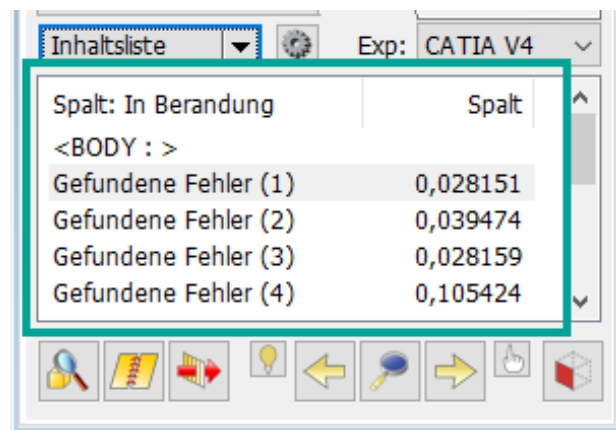 Inhaltsliste Exp: CATIA V4
Spalt: In Berandung Spalt
<BODY : >
Gefundene Fehler (1) 0,028151
Gefundene Fehler (2) 0,039474
Gefundene Fehler (3) 0,028159
Gefundene Fehler (4) 0,105424